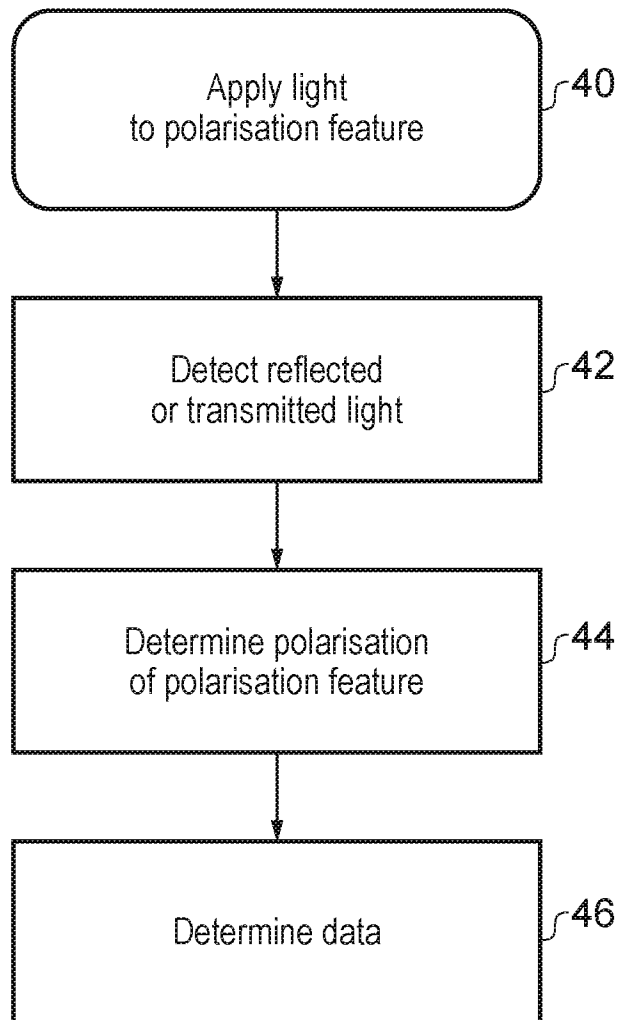 Apply light
to polarisation feature
40
Detect reflected
or transmitted light
42
Determine polarisation
of polarisation feature
44
Determine data
46